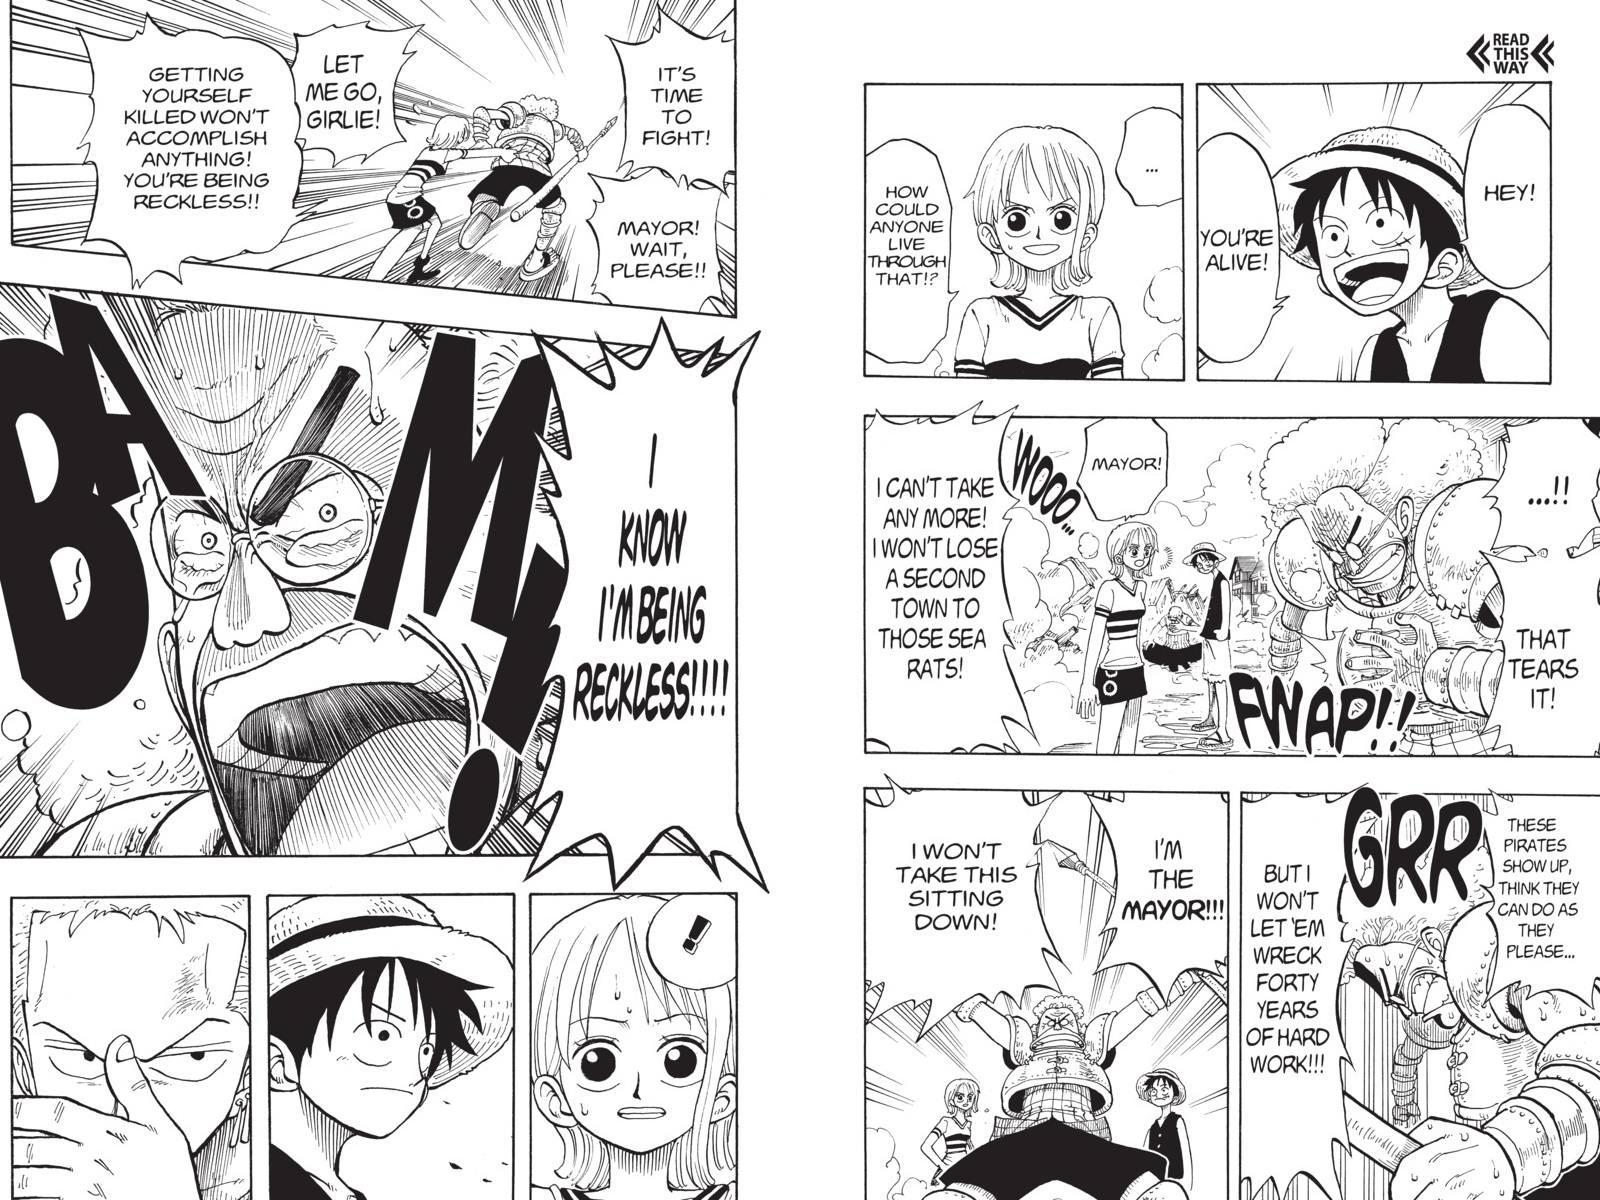 READ
THIS
WAY
HEY!
YOU'RE
ALIVE!
...
HOW
COULD
ANYONE
LIVE
THROUGH
THAT!?
...!!
THAT
TEARS
IT!
FWAP!!
MAYOR!
WOOO...
I CAN'T TAKE
ANY MORE!
I WON'T LOSE
A SECOND
TOWN TO
THOSE SEA
RATS!
THESE
PIRATES
SHOW UP,
THINK THEY
CAN DO AS
THEY
PLEASE...
GRR
BUT I
WON'T
LET 'EM
WRECK
FORTY
YEARS
OF HARD
WORK!!!
I'M
THE
MAYOR!!!
I WON'T
TAKE THIS
SITTING
DOWN!
IT'S
TIME
TO
FIGHT!
MAYOR!
WAIT,
PLEASE!!
LET
ME GO,
GIRLIE!
GETTING
YOURSELF
KILLED WON'T
ACCOMPLISH
ANYTHING!
YOU'RE BEING
RECKLESS!!
I
KNOW
I'M BEING
RECKLESS!!!!
BAM!
!